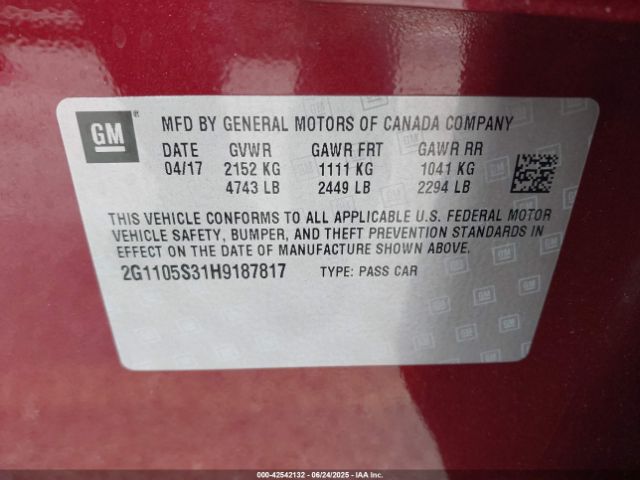 GM
MFD BY GENERAL MOTORS OF CANADA COMPANY
DATE GVWR GAWR FRT GAWR RR
04/17 2152 KG 1111 KG 1041 KG
4743 LB 2449 LB 2294 LB
THIS VEHICLE CONFORMS TO ALL APPLICABLE U.S. FEDERAL MOTOR
VEHICLE SAFETY, BUMPER, AND THEFT PREVENTION STANDARDS IN
EFFECT ON THE DATE OF MANUFACTURE SHOWN ABOVE.
2G1105S31H9187817 TYPE: PASS CAR
000-42542132 - 06/24/2025 - IAAI Inc.